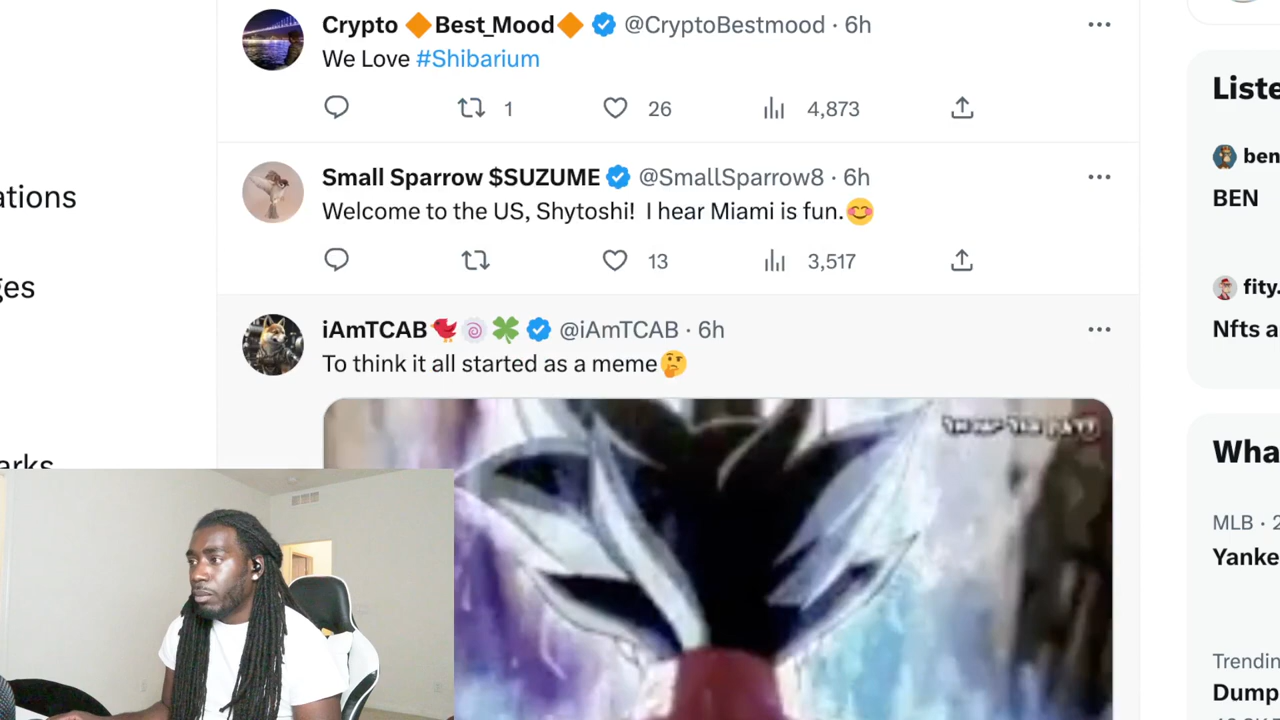 Crypto 🔶Best_Mood🔶 @CryptoBestmood · 6h
We Love #Shibarium
1 26 4,873
Small Sparrow $SUZUME @SmallSparrow8 · 6h
Welcome to the US, Shytoshi! I hear Miami is fun.😊
13 3,517
iAmTCAB🐦🍥🍀 @iAmTCAB · 6h
To think it all started as a meme🤔
ations
ges
arks
Liste
ben
BEN
fity.
Nfts a
Wha
MLB · 2
Yanke
Trendin
Dump